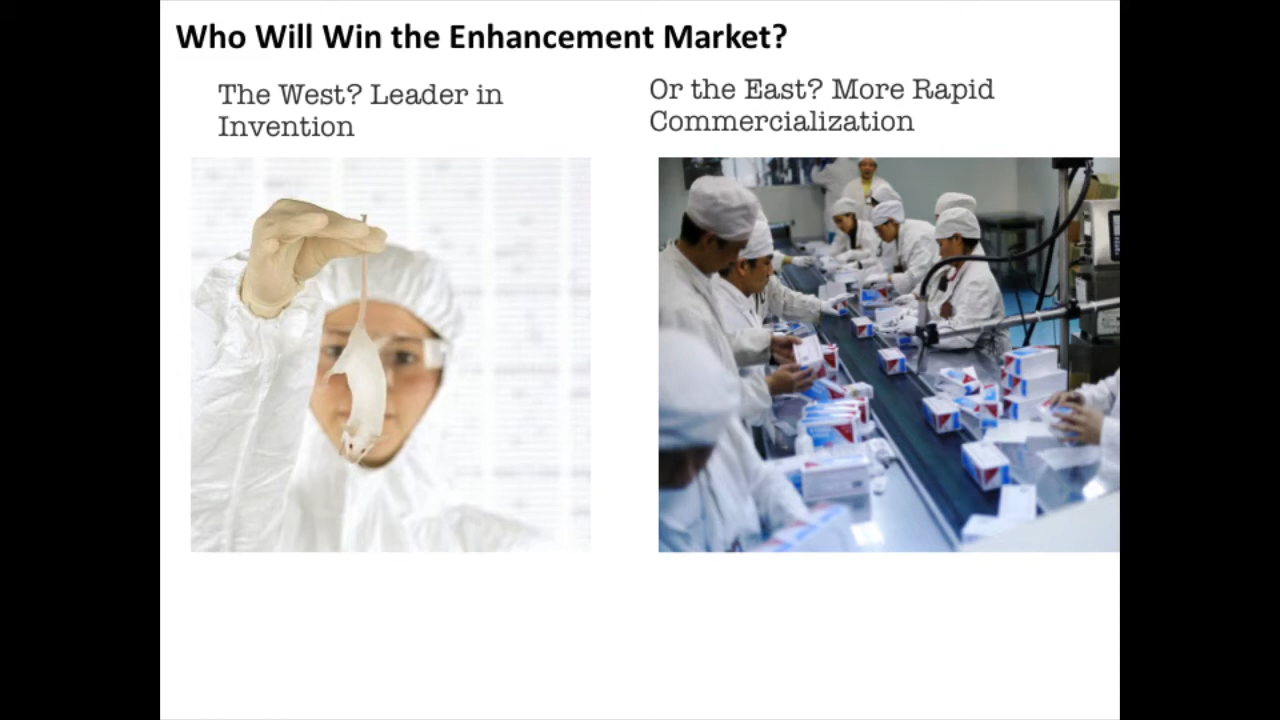 Who Will Win the Enhancement Market?
The West? Leader in
Invention
Or the East? More Rapid
Commercialization